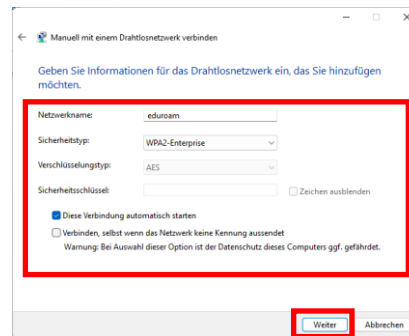 Manuell mit einem Drahtlosnetzwerk verbinden
Geben Sie Informationen für das Drahtlosnetzwerk ein, das Sie hinzufügen
möchten.
Netzwerkname: eduroam
Sicherheitstyp: WPA2-Enterprise
Verschlüsselungstyp: AES
Sicherheitsschlüssel: Zeichen ausblenden
Diese Verbindung automatisch starten
Verbinden, selbst wenn das Netzwerk keine Kennung aussendet
Warnung: Bei Auswahl dieser Option ist der Datenschutz dieses Computers ggf. gefährdet.
Weiter Abbrechen